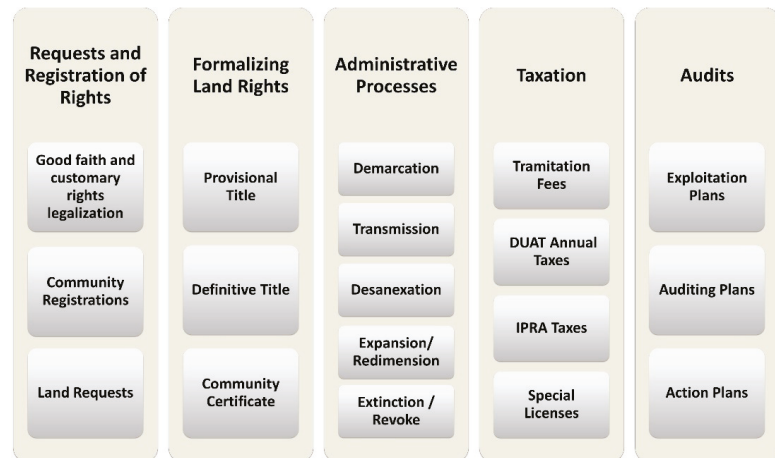 Requests and
Registration of
Rights
Good faith and
customary
rights
legalization
Community
Registrations
Land Requests
Formalizing
Land Rights
Provisional
Title
Definitive Title
Community
Certificate
Administrative
Processes
Demarcation
Transmission
Desanexation
Expansion/
Redimension
Extinction /
Revoke
Taxation
Tramitation
Fees
DUAT Annual
Taxes
IPRA Taxes
Special
Licenses
Audits
Exploitation
Plans
Auditing Plans
Action Plans